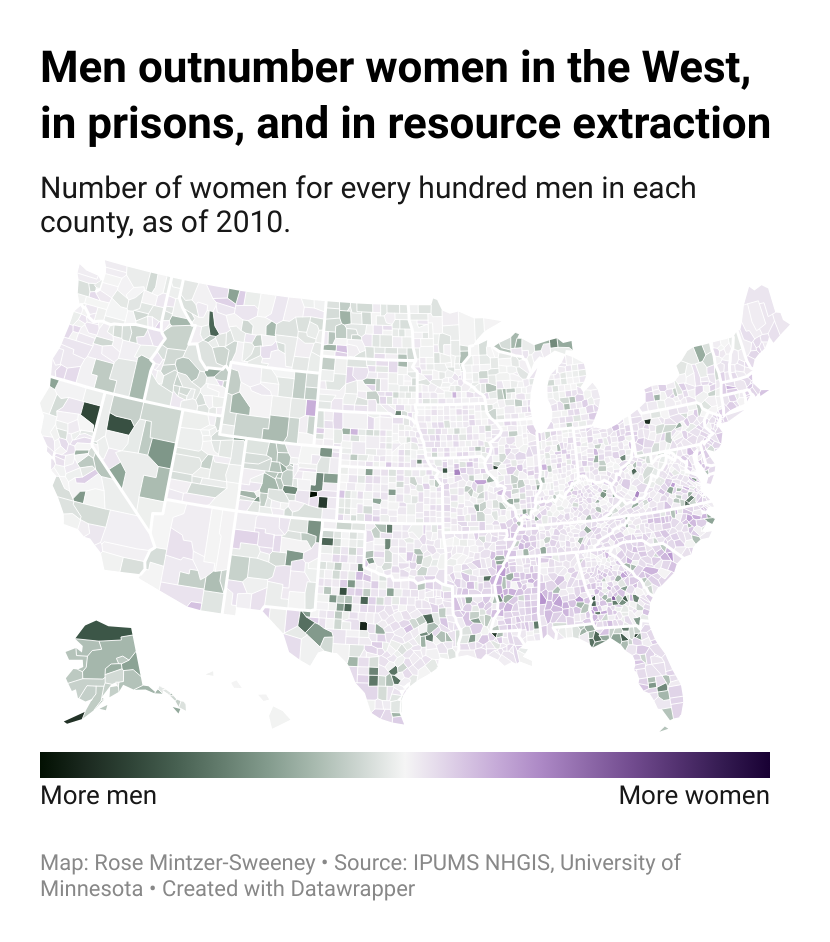 Men outnumber women in the West,
in prisons, and in resource extraction
Number of women for every hundred men in each
county, as of 2010.
More men
More women
Map: Rose Mintzer-Sweeney • Source: IPUMS NHGIS, University of
Minnesota • Created with Datawrapper